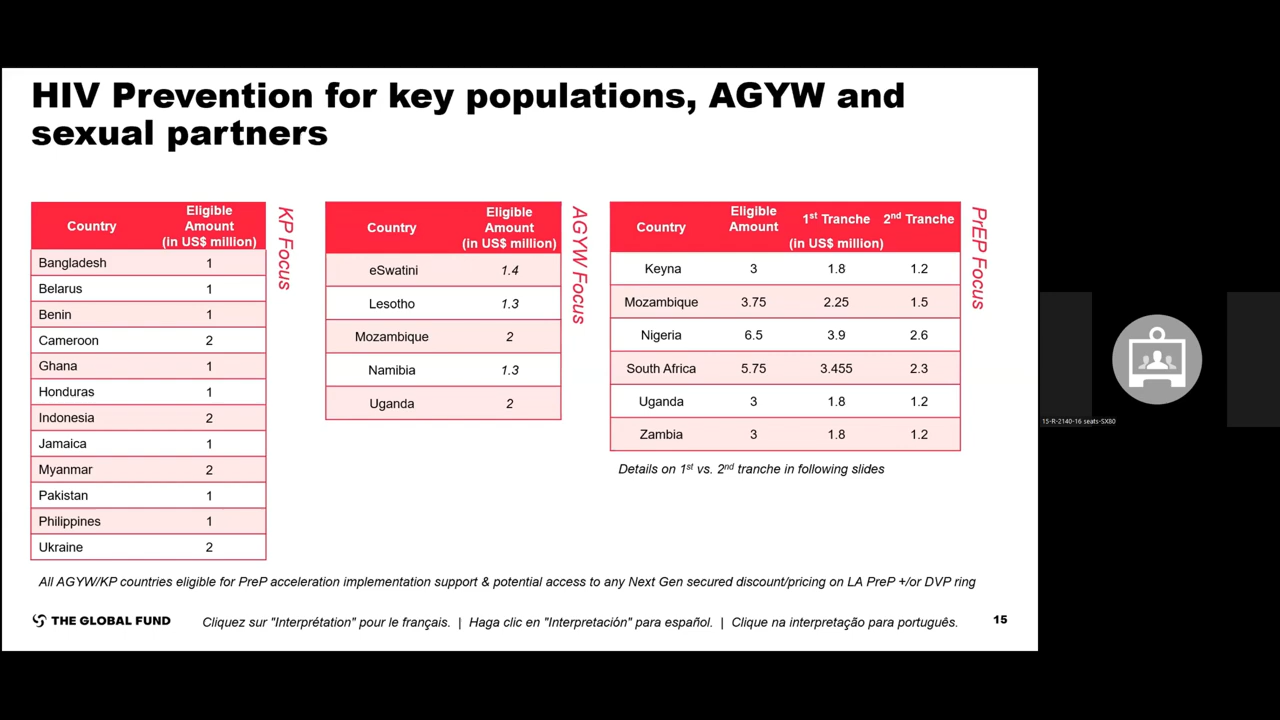 HIV Prevention for key populations, AGYW and
sexual partners
Country Eligible Amount (in US$ million)
Bangladesh 1
Belarus 1
Benin 1
Cameroon 2
Ghana 1
Honduras 1
Indonesia 2
Jamaica 1
Myanmar 2
Pakistan 1
Philippines 1
Ukraine 2
KP Focus
Country Eligible Amount (in US$ million)
eSwatini 1.4
Lesotho 1.3
Mozambique 2
Namibia 1.3
Uganda 2
AGYW Focus
Country Eligible Amount 1st Tranche 2nd Tranche
(in US$ million)
Keyna 3 1.8 1.2
Mozambique 3.75 2.25 1.5
Nigeria 6.5 3.9 2.6
South Africa 5.75 3.455 2.3
Uganda 3 1.8 1.2
Zambia 3 1.8 1.2
PrEP Focus
Details on 1st vs. 2nd tranche in following slides
All AGYW/KP countries eligible for PreP acceleration implementation support & potential access to any Next Gen secured discount/pricing on LA PreP +/or DVP ring
THE GLOBAL FUND
Cliquez sur "Interprétation" pour le français. | Haga clic en "Interpretación" para español. | Clique na interpretação para português.
15
15-R-2140-16 seats-SX80